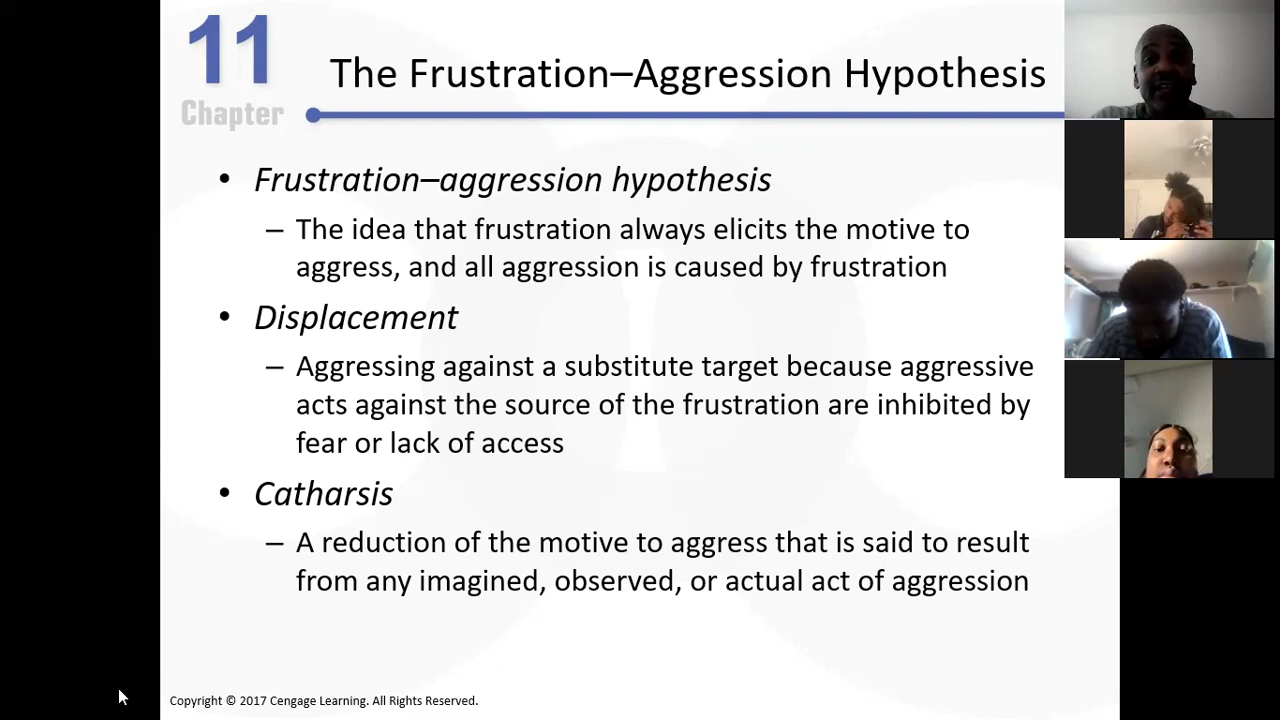 11
Chapter
The Frustration–Aggression Hypothesis
• Frustration–aggression hypothesis
– The idea that frustration always elicits the motive to
aggress, and all aggression is caused by frustration
• Displacement
– Aggressing against a substitute target because aggressive
acts against the source of the frustration are inhibited by
fear or lack of access
• Catharsis
– A reduction of the motive to aggress that is said to result
from any imagined, observed, or actual act of aggression
Copyright © 2017 Cengage Learning. All Rights Reserved.